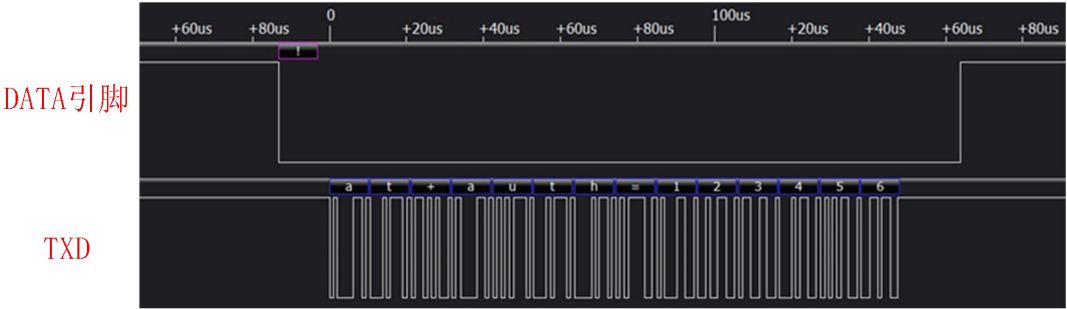 0 100us
+60us +80us +20us +40us +60us +80us +20us +40us +60us +80us
!
DATA引脚
a t + a u t h = 1 2 3 4 5 6
TXD